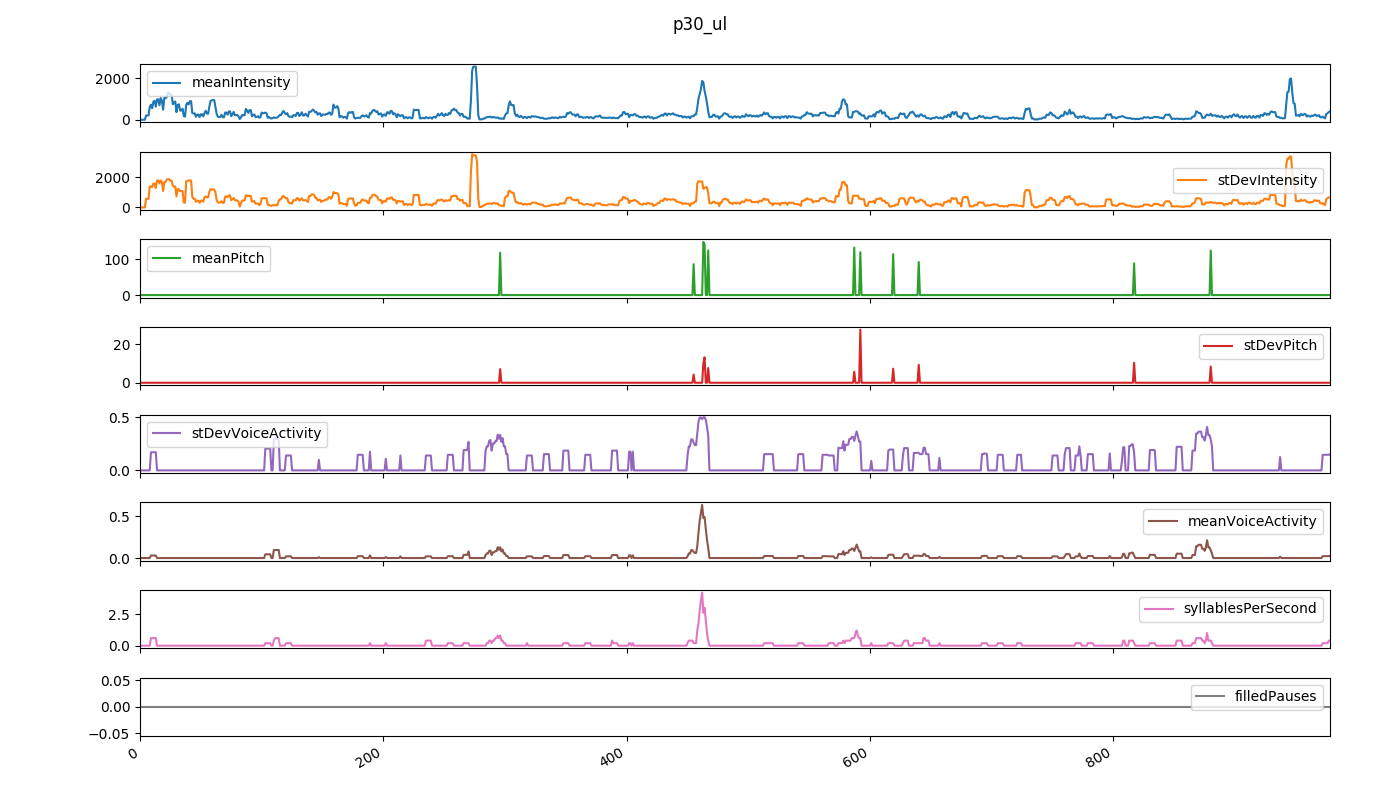 p30_ul
2000
0
meanIntensity
2000
0
stDevIntensity
100
0
meanPitch
20
0
stDevPitch
0.5
0.0
stDevVoiceActivity
0.5
0.0
meanVoiceActivity
2.5
0.0
syllablesPerSecond
0.05
0.00
−0.05
filledPauses
0 200 400 600 800